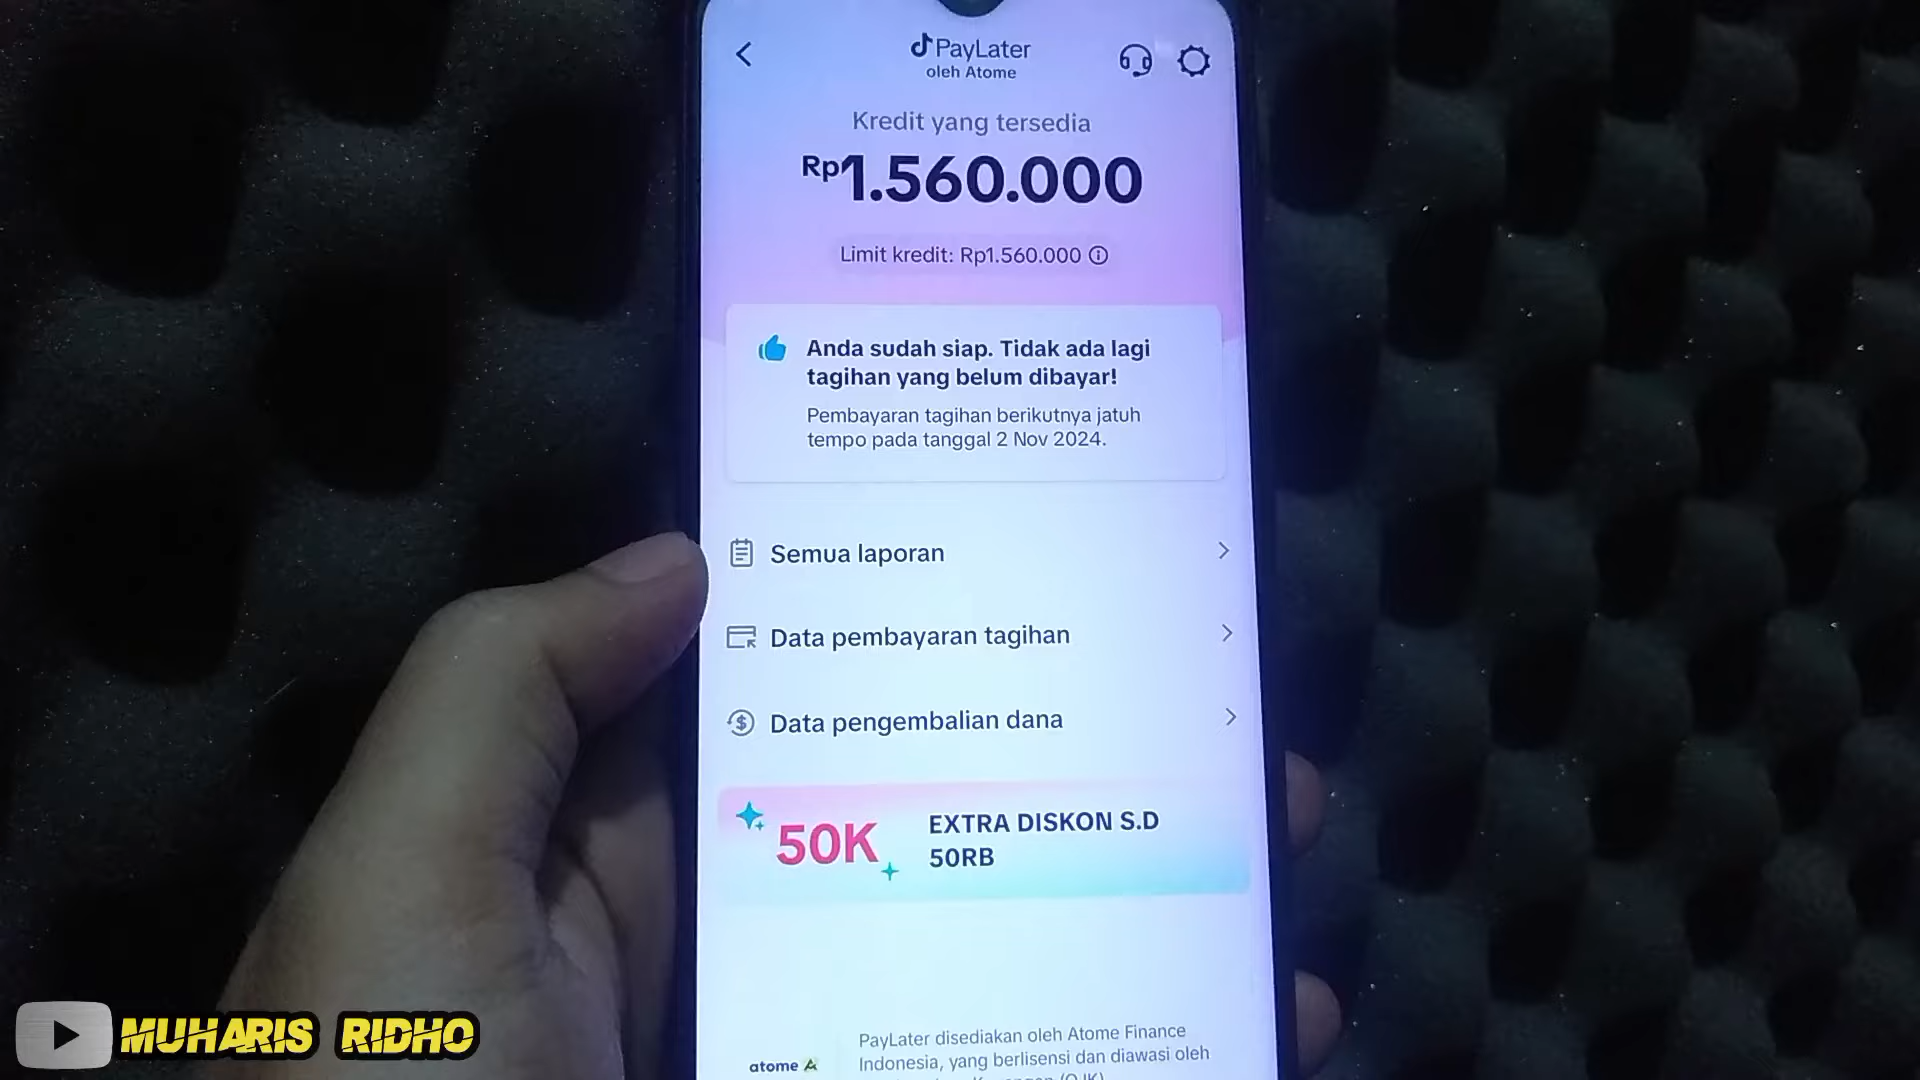 PayLater
oleh Atome
Kredit yang tersedia
Rp1.560.000
Limit kredit: Rp1.560.000
Anda sudah siap. Tidak ada lagi
tagihan yang belum dibayar!
Pembayaran tagihan berikutnya jatuh
tempo pada tanggal 2 Nov 2024.
Semua laporan
Data pembayaran tagihan
Data pengembalian dana
50K
EXTRA DISKON S.D
50RB
atome A
PayLater disediakan oleh Atome Finance
Indonesia, yang berlisensi dan diawasi oleh
(OJK)
MUHARIS RIDHO